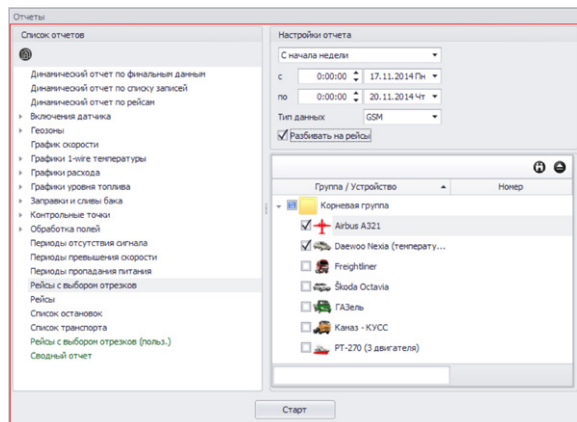 Отчеты
Список отчетов
Динамический отчет по финальным данным
Динамический отчет по списку записей
Динамический отчет по рейсам
Включения датчика
Геозоны
График скорости
Графики 1-wire температуры
Графики расхода
Графики уровня топлива
Заправки и сливы бака
Контрольные точки
Обработка полей
Периоды отсутствия сигнала
Периоды превышения скорости
Периоды пропадания питания
Рейсы с выбором отрезков
Рейсы
Список остановок
Список транспорта
Рейсы с выбором отрезков (польз.)
Сводный отчет
Настройки отчета
С начала недели
с 0:00:00 17.11.2014 Пн
по 0:00:00 20.11.2014 Чт
Тип данных GSM
Разбивать на рейсы
Группа / Устройство Номер
Корневая группа
Airbus A321
Daewoo Nexia (температу...
Freightliner
Škoda Octavia
ГАЗель
Камаз - КУСС
РТ-270 (3 двигателя)
Старт